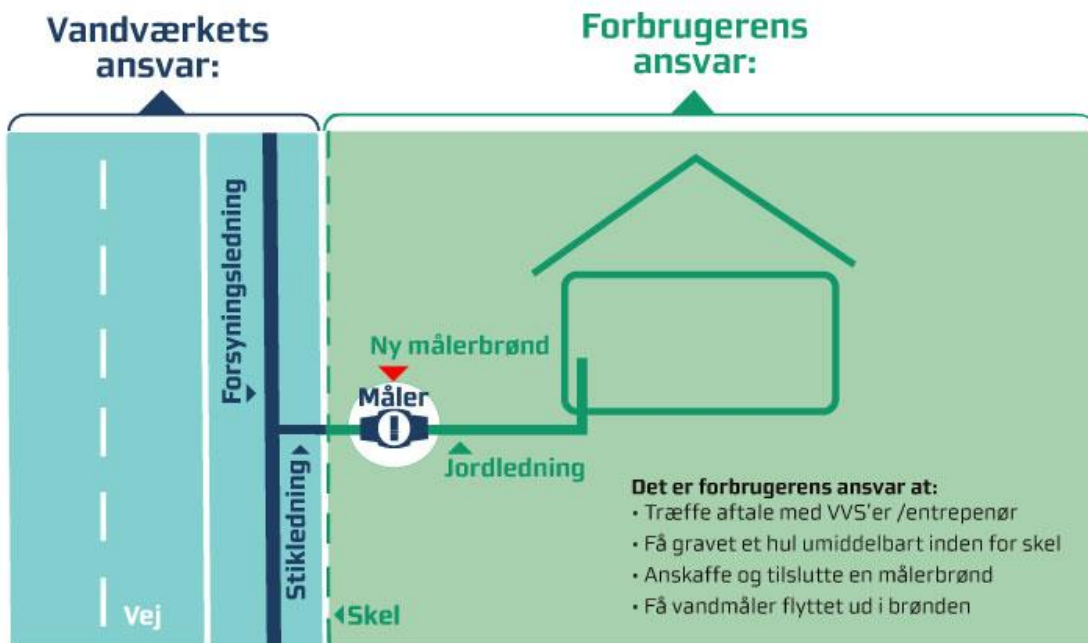 Vandværkets
ansvar:
Forbrugerens
ansvar:
Forsyningsledning
Ny målerbrønd
Måler
Jordledning
Stikledning
Det er forbrugerens ansvar at:
• Træffe aftale med VVS'er /entrepenør
• Få gravet et hul umiddelbart inden for skel
• Anskaffe og tilslutte en målerbrønd
• Få vandmåler flyttet ud i brønden
Vej
Skel